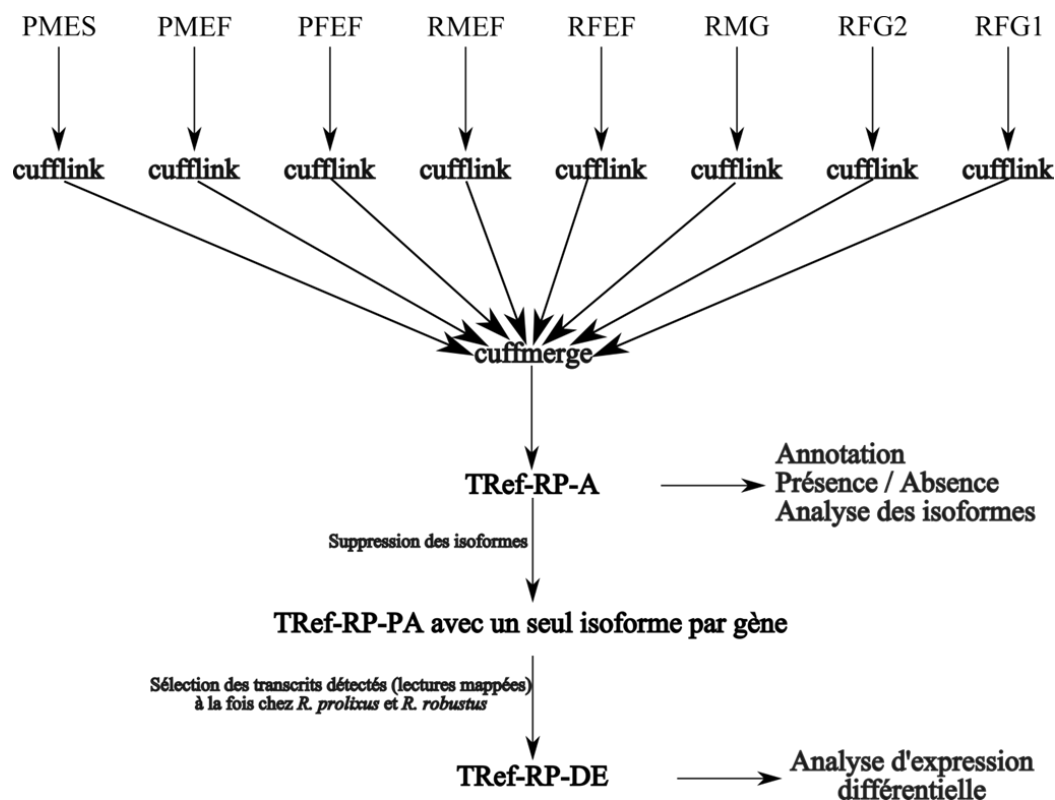 PMES PMEF PFEF RMEF RFEF RMG RFG2 RFG1
cufflink cufflink cufflink cufflink cufflink cufflink cufflink cufflink
cuffmerge
TRef-RP-A
Annotation
Présence / Absence
Analyse des isoformes
Suppression des isoformes
TRef-RP-PA avec un seul isoforme par gène
Sélection des transcrits détectés (lectures mappées)
à la fois chez R. prolixus et R. robustus
TRef-RP-DE
Analyse d'expression
différentielle